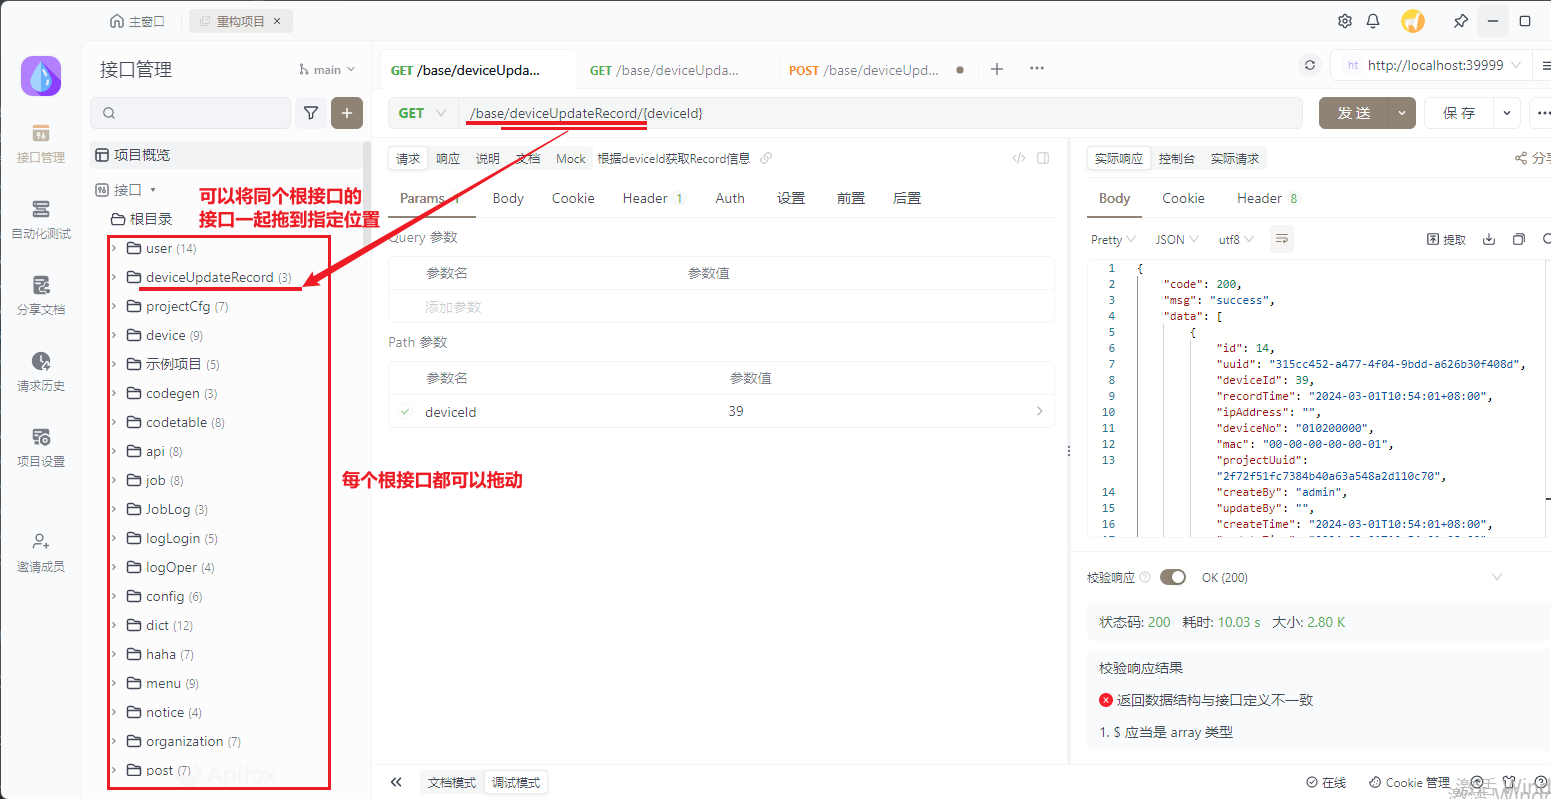 主窗口
重构项目
接口管理
main
接口管理
自动化测试
分享文档
请求历史
项目设置
邀请成员
项目概览
接口
根目录
user (14)
deviceUpdateRecord (3)
projectCfg (7)
device (9)
示例项目 (5)
codegen (3)
codetable (8)
api (8)
job (8)
JobLog (3)
logLogin (5)
logOper (4)
config (6)
dict (12)
haha (7)
menu (9)
notice (4)
organization (7)
post (7)
Apifox
可以将同个根接口的
接口一起拖到指定位置
每个根接口都可以拖动
GET /base/deviceUpda...
GET /base/deviceUpda...
POST /base/deviceUpd...
ht http://localhost:39999
GET /base/deviceUpdateRecord/{deviceId}
发送
保存
请求 响应 说明 文档 Mock 根据deviceId获取Record信息
Params 1 Body Cookie Header 1 Auth 设置 前置 后置
Query 参数
参数名 参数值
添加参数
Path 参数
参数名 参数值
deviceId 39
文档模式 调试模式
实际响应 控制台 实际请求
分享
Body Cookie Header 8
Pretty JSON utf8
提取
1 {
2 "code": 200,
3 "msg": "success",
4 "data": [
5 {
6 "id": 14,
7 "uuid": "315cc452-a477-4f04-9bdd-a626b30f408d",
8 "deviceId": 39,
9 "recordTime": "2024-03-01T10:54:01+08:00",
10 "ipAddress": "",
11 "deviceNo": "010200000",
12 "mac": "00-00-00-00-00-01",
13 "projectUuid":
"2f72f51fc7384b40a63a548a2d110c70",
14 "createBy": "admin",
15 "updateBy": "",
16 "createTime": "2024-03-01T10:54:01+08:00",
校验响应 OK (200)
状态码: 200 耗时: 10.03 s 大小: 2.80 K
校验响应结果
返回数据结构与接口定义不一致
1. $ 应当是 array 类型
在线 Cookie 管理